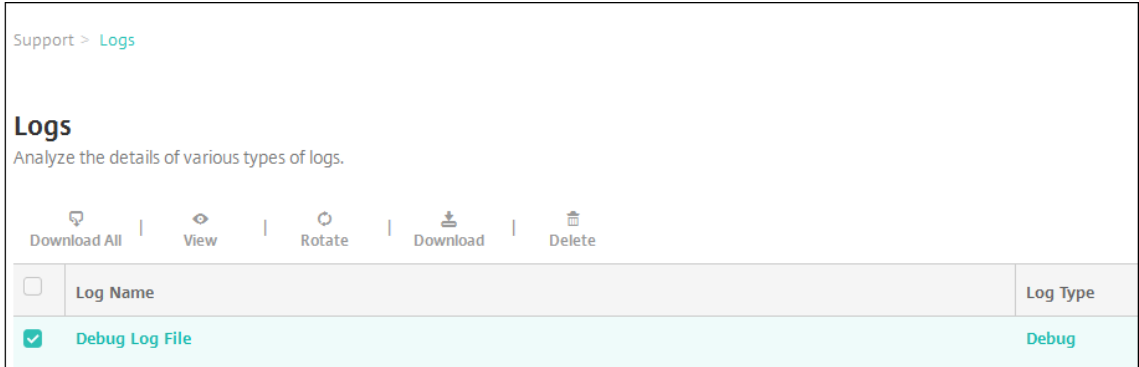 Support > Logs
Logs
Analyze the details of various types of logs.
Download All | View | Rotate | Download | Delete
Log Name Log Type
Debug Log File Debug